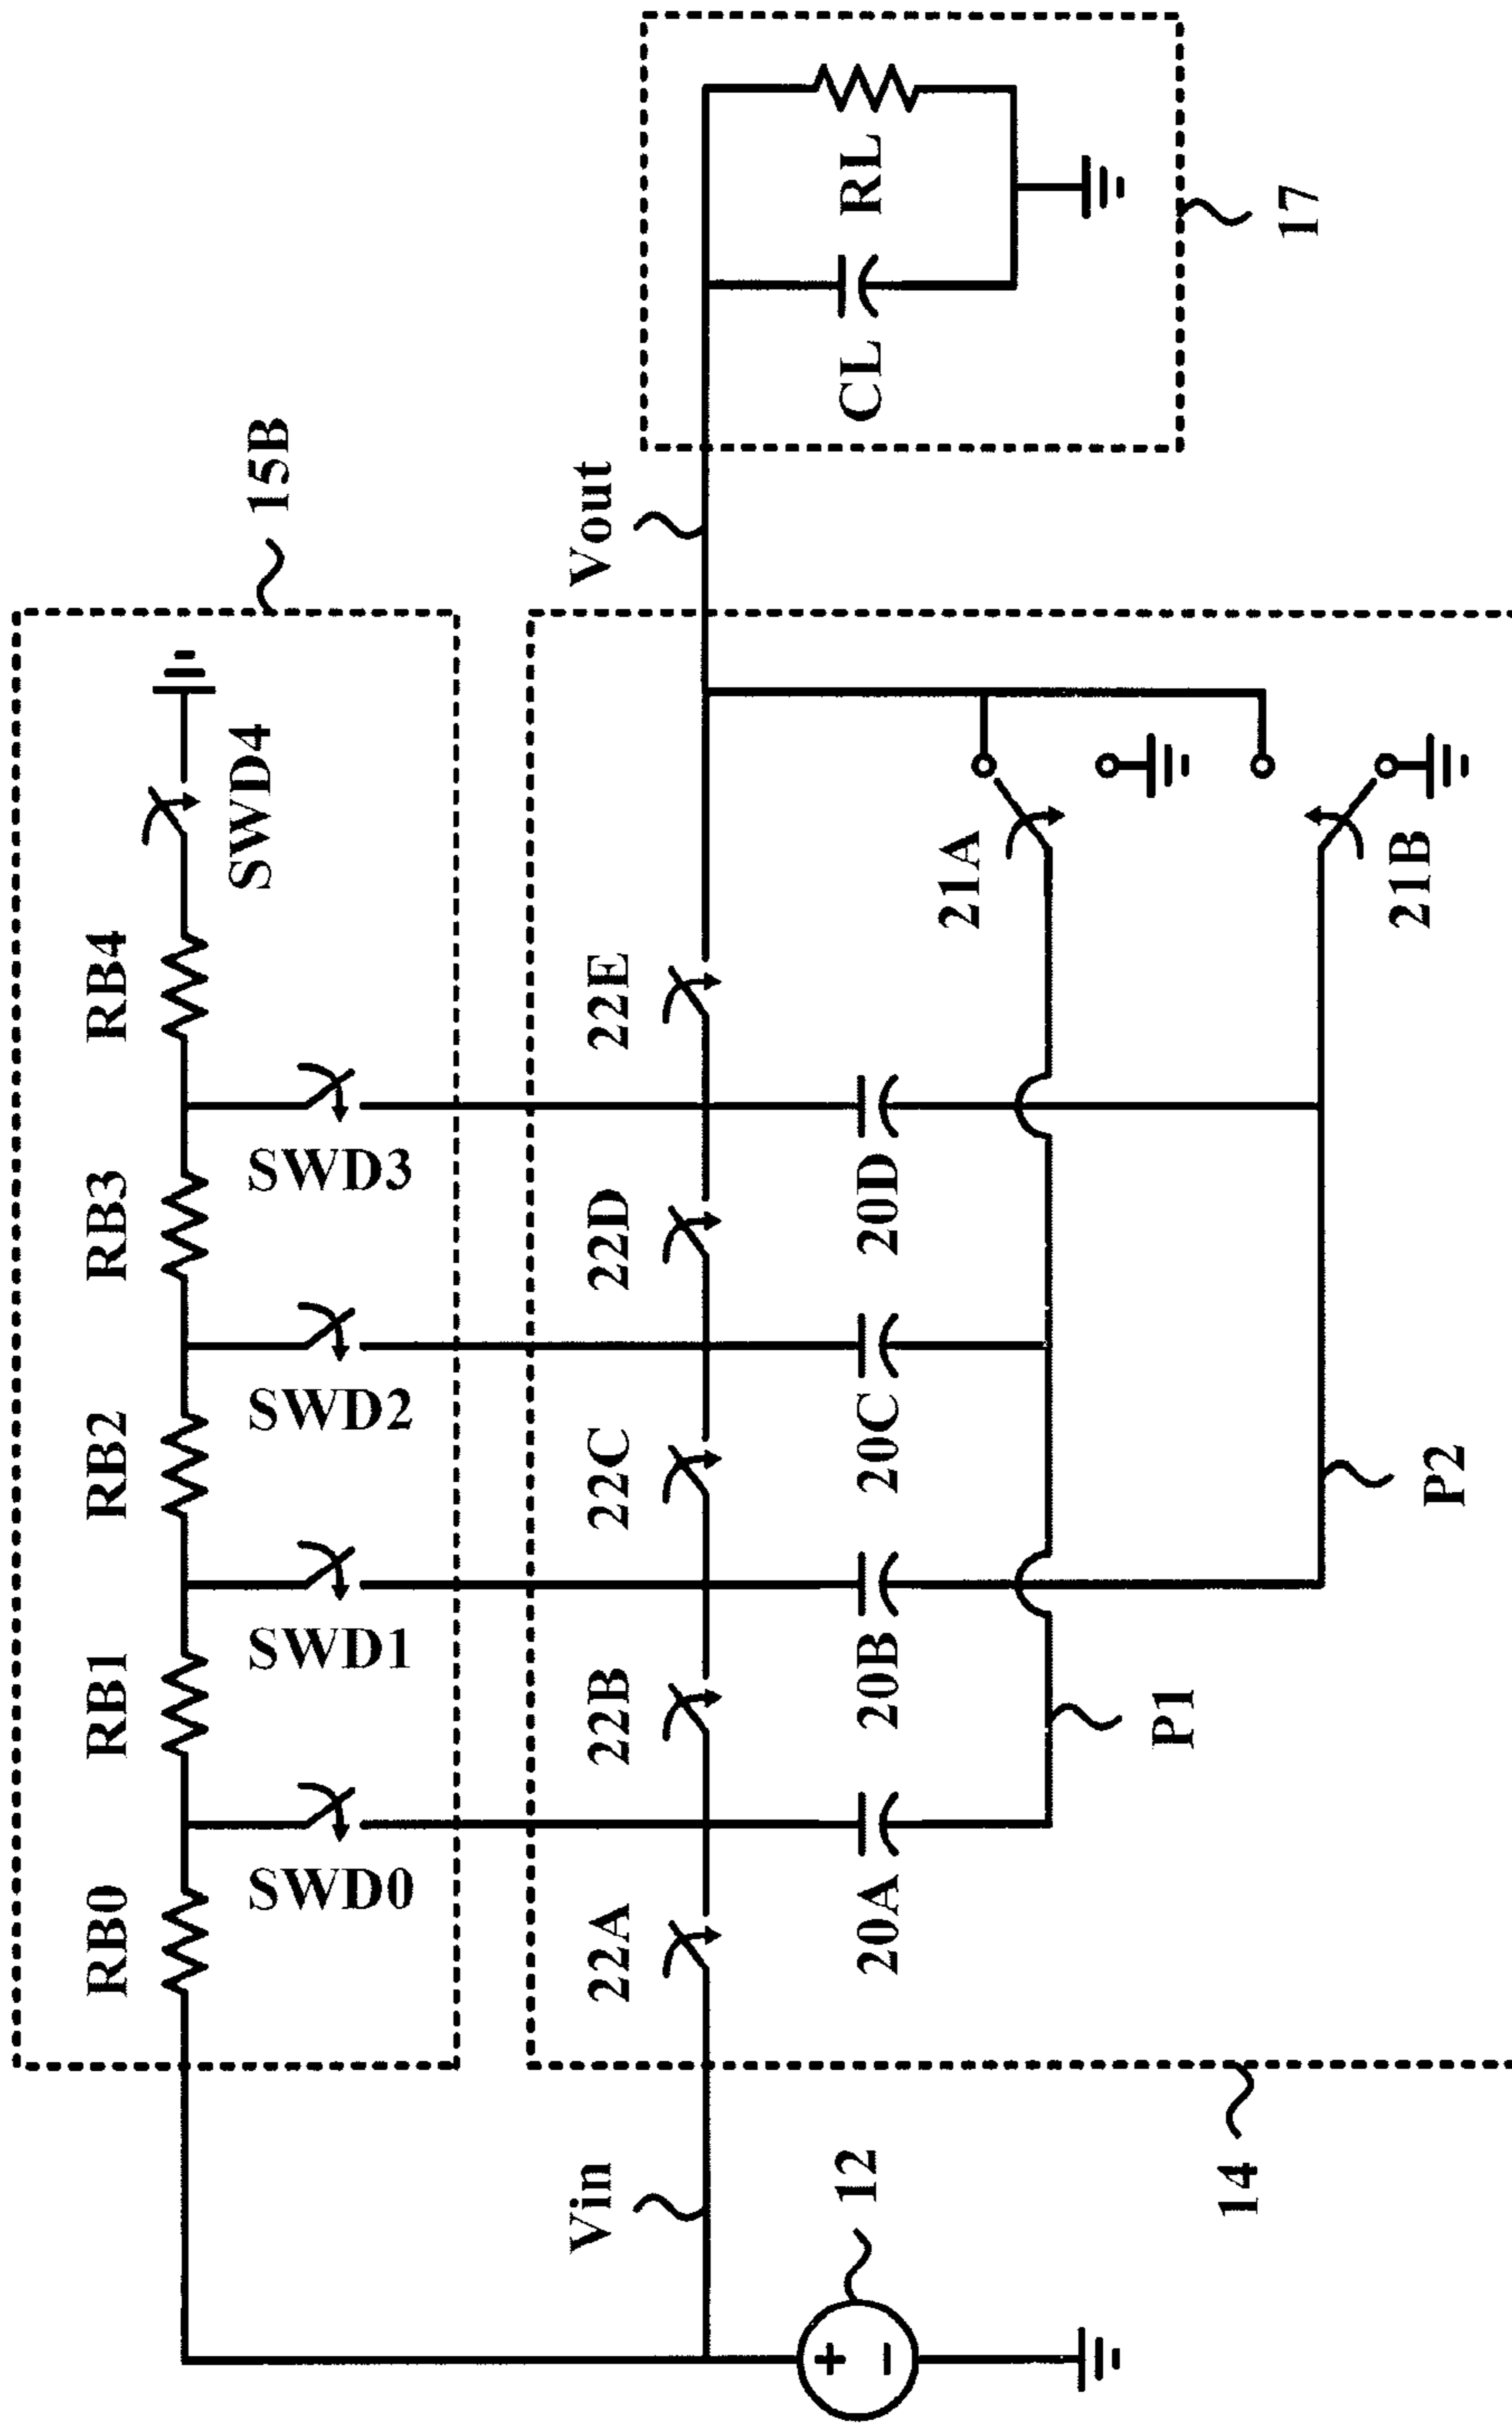 RB0 RB1 RB2 RB3 RB4
SWD4
SWD0 SWD1 SWD2 SWD3
15B
Vin
22A 22B 22C 22D 22E
Vout
+
−
12
20A 20B 20C 20D
21A
CL RL
P1
14
17
21B
P2